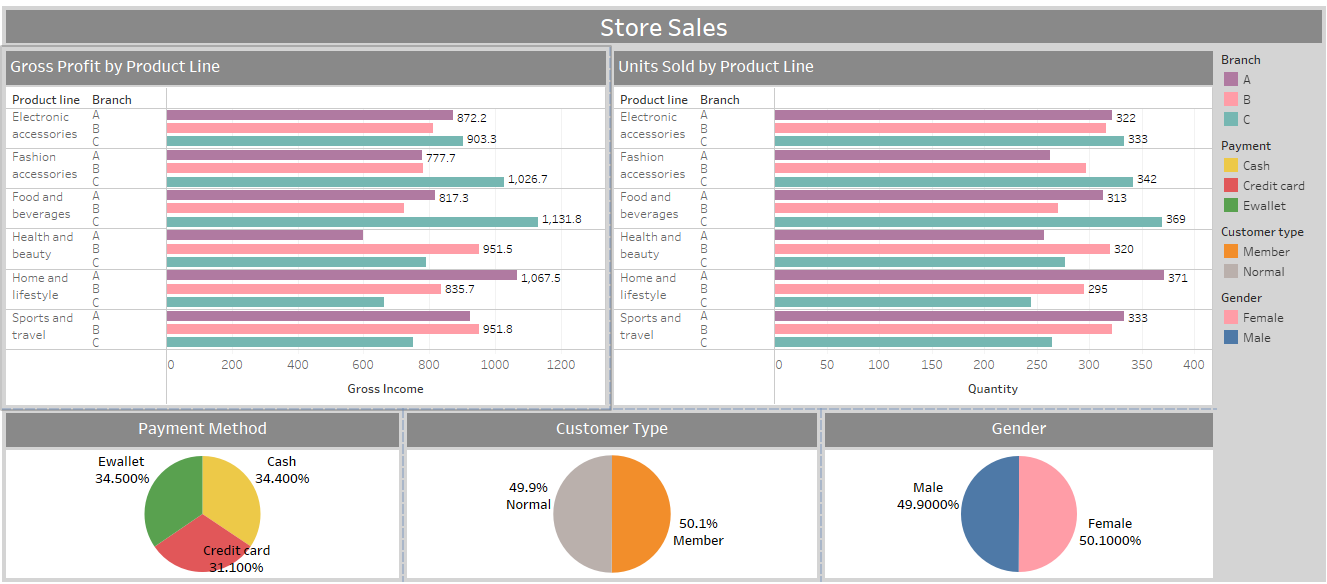 Store Sales
Gross Profit by Product Line
Product line Branch
Electronic
accessories
A 872.2
B
C 903.3
Fashion
accessories
A 777.7
B
C 1,026.7
Food and
beverages
A 817.3
B
C 1,131.8
Health and
beauty
A
B 951.5
C
Home and
lifestyle
A 1,067.5
B 835.7
C
Sports and
travel
A
B 951.8
C
0 200 400 600 800 1000 1200
Gross Income
Units Sold by Product Line
Product line Branch
Electronic
accessories
A 322
B
C 333
Fashion
accessories
A
B
C 342
Food and
beverages
A 313
B
C 369
Health and
beauty
A
B 320
C
Home and
lifestyle
A 371
B 295
C
Sports and
travel
A 333
B
C
0 50 100 150 200 250 300 350 400
Quantity
Branch
A
B
C
Payment
Cash
Credit card
Ewallet
Customer type
Member
Normal
Gender
Female
Male
Payment Method
Ewallet
34.500%
Cash
34.400%
Credit card
31.100%
Customer Type
49.9%
Normal
50.1%
Member
Gender
Male
49.9000%
Female
50.1000%